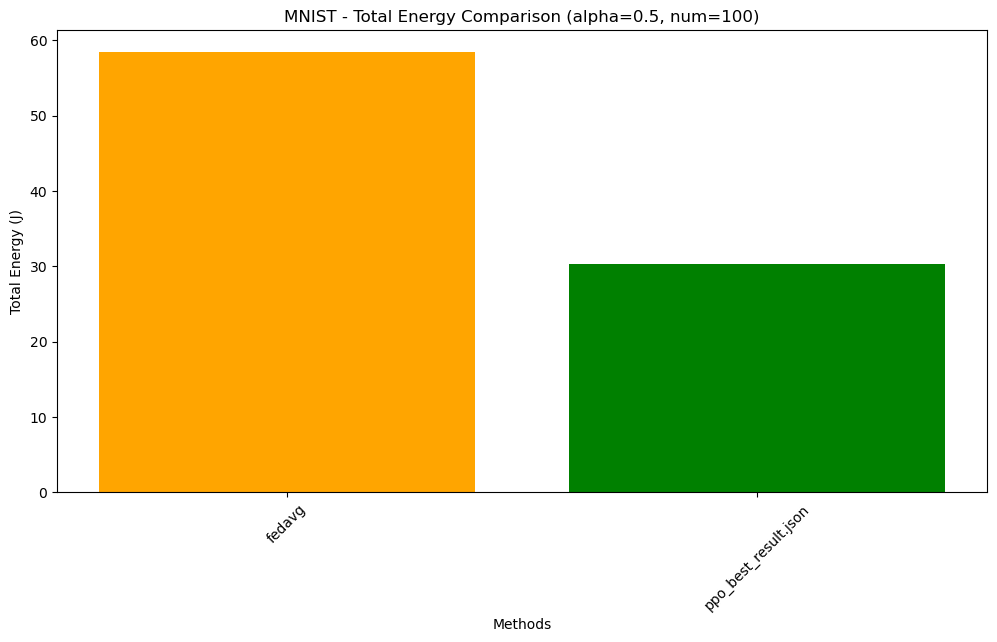 MNIST - Total Energy Comparison (alpha=0.5, num=100)
60
50
40
30
20
10
0
Total Energy (J)
fedavg
ppo_best_result.json
Methods